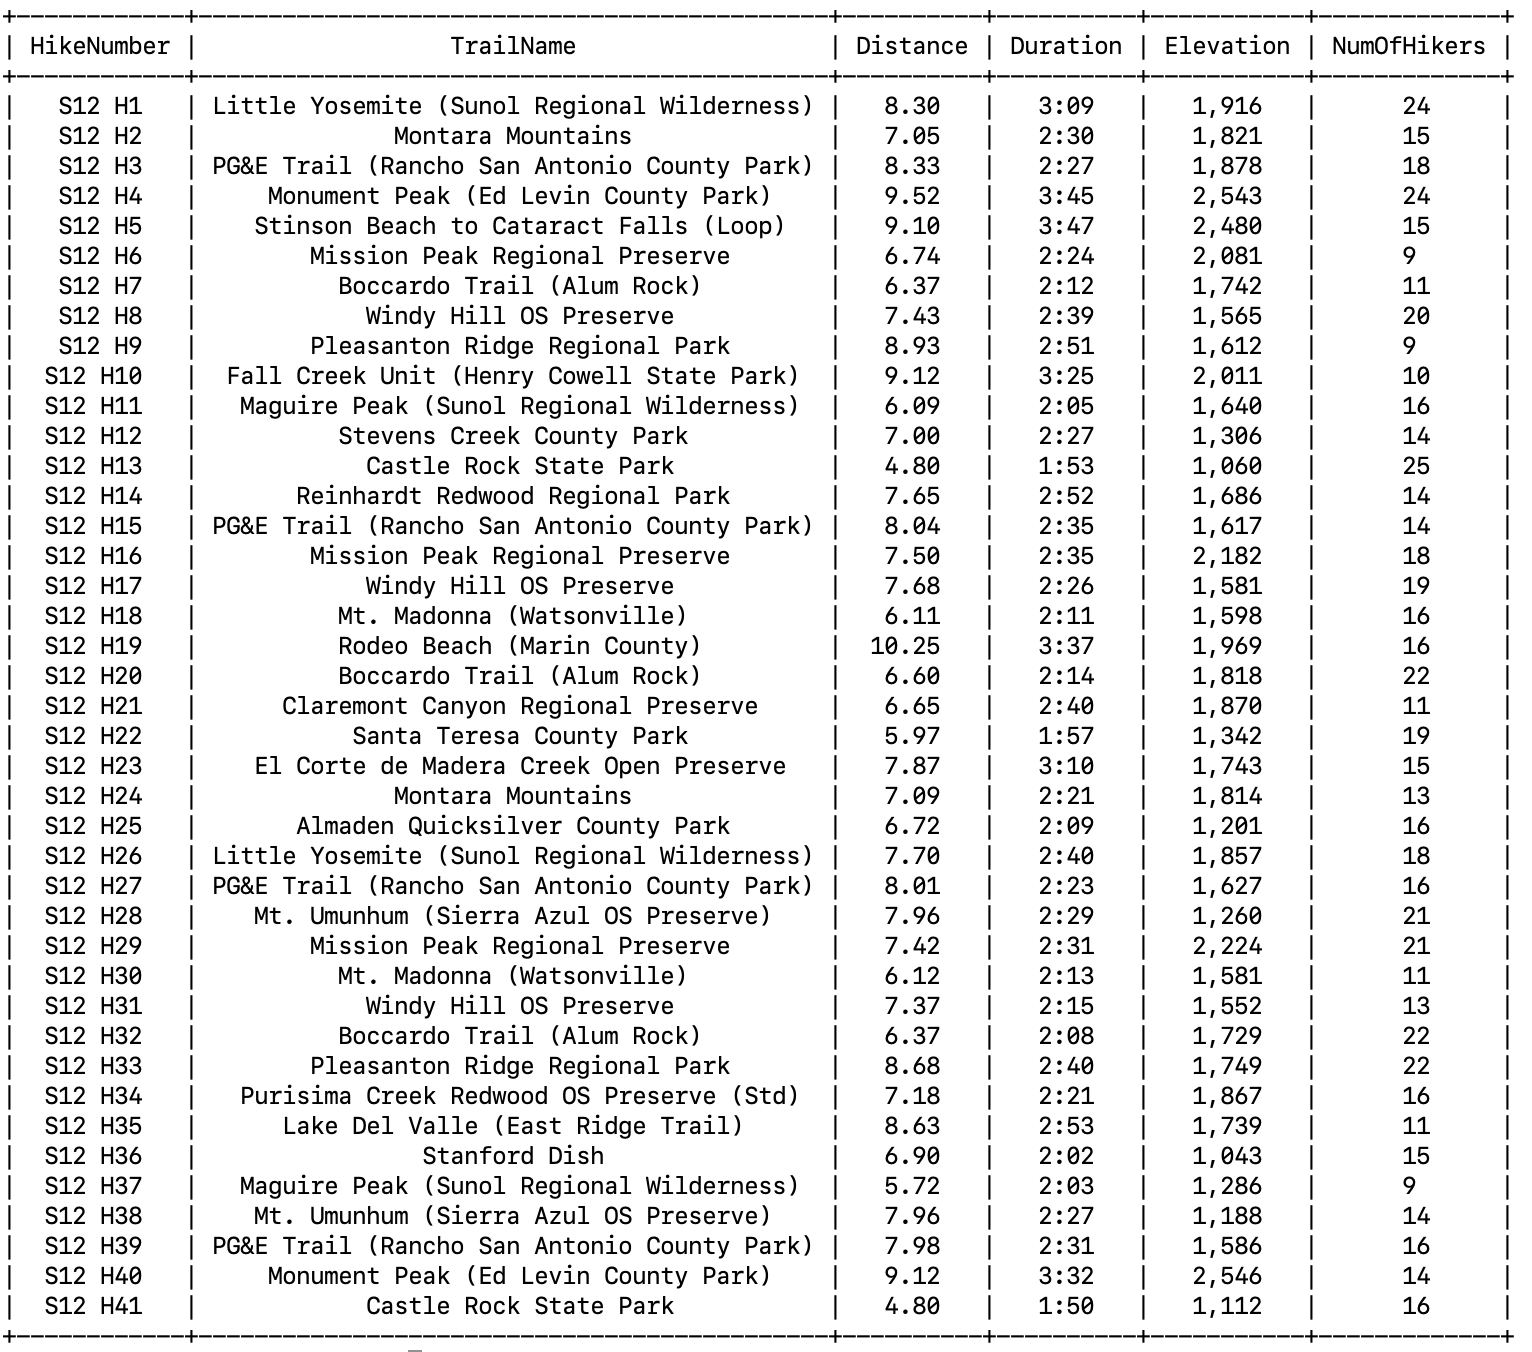 +-------------+----------------------------------------------+----------+----------+-----------+-------------+
| HikeNumber |                  TrailName                   | Distance | Duration | Elevation | NumOfHikers |
+-------------+----------------------------------------------+----------+----------+-----------+-------------+
| S12 H1 | Little Yosemite (Sunol Regional Wilderness) | 8.30 | 3:09 | 1,916 | 24 |
| S12 H2 | Montara Mountains | 7.05 | 2:30 | 1,821 | 15 |
| S12 H3 | PG&E Trail (Rancho San Antonio County Park) | 8.33 | 2:27 | 1,878 | 18 |
| S12 H4 | Monument Peak (Ed Levin County Park) | 9.52 | 3:45 | 2,543 | 24 |
| S12 H5 | Stinson Beach to Cataract Falls (Loop) | 9.10 | 3:47 | 2,480 | 15 |
| S12 H6 | Mission Peak Regional Preserve | 6.74 | 2:24 | 2,081 | 9 |
| S12 H7 | Boccardo Trail (Alum Rock) | 6.37 | 2:12 | 1,742 | 11 |
| S12 H8 | Windy Hill OS Preserve | 7.43 | 2:39 | 1,565 | 20 |
| S12 H9 | Pleasanton Ridge Regional Park | 8.93 | 2:51 | 1,612 | 9 |
| S12 H10 | Fall Creek Unit (Henry Cowell State Park) | 9.12 | 3:25 | 2,011 | 10 |
| S12 H11 | Maguire Peak (Sunol Regional Wilderness) | 6.09 | 2:05 | 1,640 | 16 |
| S12 H12 | Stevens Creek County Park | 7.00 | 2:27 | 1,306 | 14 |
| S12 H13 | Castle Rock State Park | 4.80 | 1:53 | 1,060 | 25 |
| S12 H14 | Reinhardt Redwood Regional Park | 7.65 | 2:52 | 1,686 | 14 |
| S12 H15 | PG&E Trail (Rancho San Antonio County Park) | 8.04 | 2:35 | 1,617 | 14 |
| S12 H16 | Mission Peak Regional Preserve | 7.50 | 2:35 | 2,182 | 18 |
| S12 H17 | Windy Hill OS Preserve | 7.68 | 2:26 | 1,581 | 19 |
| S12 H18 | Mt. Madonna (Watsonville) | 6.11 | 2:11 | 1,598 | 16 |
| S12 H19 | Rodeo Beach (Marin County) | 10.25 | 3:37 | 1,969 | 16 |
| S12 H20 | Boccardo Trail (Alum Rock) | 6.60 | 2:14 | 1,818 | 22 |
| S12 H21 | Claremont Canyon Regional Preserve | 6.65 | 2:40 | 1,870 | 11 |
| S12 H22 | Santa Teresa County Park | 5.97 | 1:57 | 1,342 | 19 |
| S12 H23 | El Corte de Madera Creek Open Preserve | 7.87 | 3:10 | 1,743 | 15 |
| S12 H24 | Montara Mountains | 7.09 | 2:21 | 1,814 | 13 |
| S12 H25 | Almaden Quicksilver County Park | 6.72 | 2:09 | 1,201 | 16 |
| S12 H26 | Little Yosemite (Sunol Regional Wilderness) | 7.70 | 2:40 | 1,857 | 18 |
| S12 H27 | PG&E Trail (Rancho San Antonio County Park) | 8.01 | 2:23 | 1,627 | 16 |
| S12 H28 | Mt. Umunhum (Sierra Azul OS Preserve) | 7.96 | 2:29 | 1,260 | 21 |
| S12 H29 | Mission Peak Regional Preserve | 7.42 | 2:31 | 2,224 | 21 |
| S12 H30 | Mt. Madonna (Watsonville) | 6.12 | 2:13 | 1,581 | 11 |
| S12 H31 | Windy Hill OS Preserve | 7.37 | 2:15 | 1,552 | 13 |
| S12 H32 | Boccardo Trail (Alum Rock) | 6.37 | 2:08 | 1,729 | 22 |
| S12 H33 | Pleasanton Ridge Regional Park | 8.68 | 2:40 | 1,749 | 22 |
| S12 H34 | Purisima Creek Redwood OS Preserve (Std) | 7.18 | 2:21 | 1,867 | 16 |
| S12 H35 | Lake Del Valle (East Ridge Trail) | 8.63 | 2:53 | 1,739 | 11 |
| S12 H36 | Stanford Dish | 6.90 | 2:02 | 1,043 | 15 |
| S12 H37 | Maguire Peak (Sunol Regional Wilderness) | 5.72 | 2:03 | 1,286 | 9 |
| S12 H38 | Mt. Umunhum (Sierra Azul OS Preserve) | 7.96 | 2:27 | 1,188 | 14 |
| S12 H39 | PG&E Trail (Rancho San Antonio County Park) | 7.98 | 2:31 | 1,586 | 16 |
| S12 H40 | Monument Peak (Ed Levin County Park) | 9.12 | 3:32 | 2,546 | 14 |
| S12 H41 | Castle Rock State Park | 4.80 | 1:50 | 1,112 | 16 |
+-------------+----------------------------------------------+----------+----------+-----------+-------------+